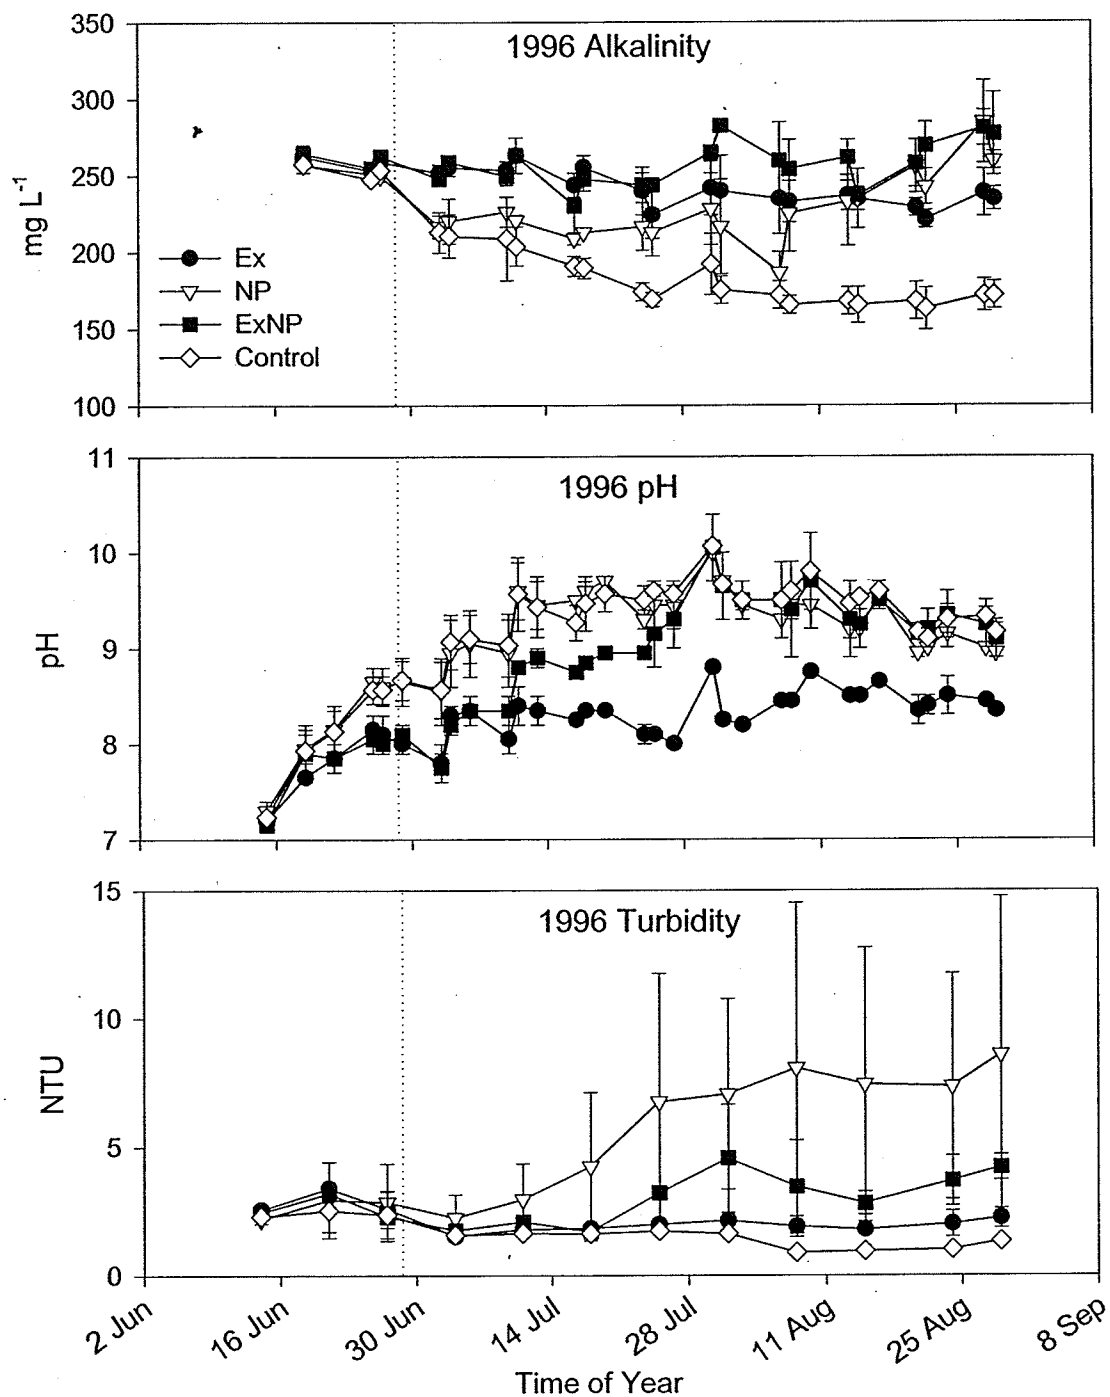 1996 Alkalinity
350
300
250
200
150
100
mg L-1
Ex
NP
ExNP
Control
1996 pH
11
10
9
8
7
pH
1996 Turbidity
15
10
5
0
NTU
2 Jun
16 Jun
30 Jun
14 Jul
28 Jul
11 Aug
25 Aug
8 Sep
Time of Year